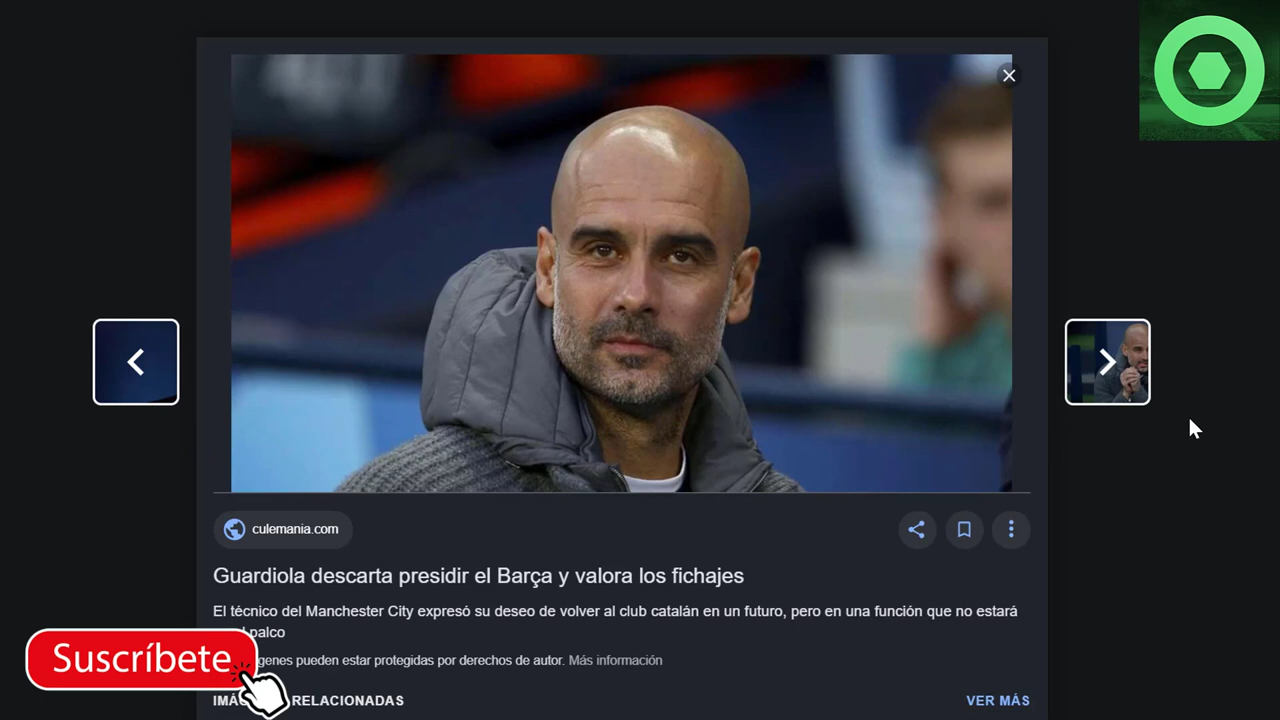 culemania.com
Guardiola descarta presidir el Barça y valora los fichajes
El técnico del Manchester City expresó su deseo de volver al club catalán en un futuro, pero en una función que no estará
palco
Suscríbete
pueden estar protegidas por derechos de autor. Más información
RELACIONADAS
VER MÁS